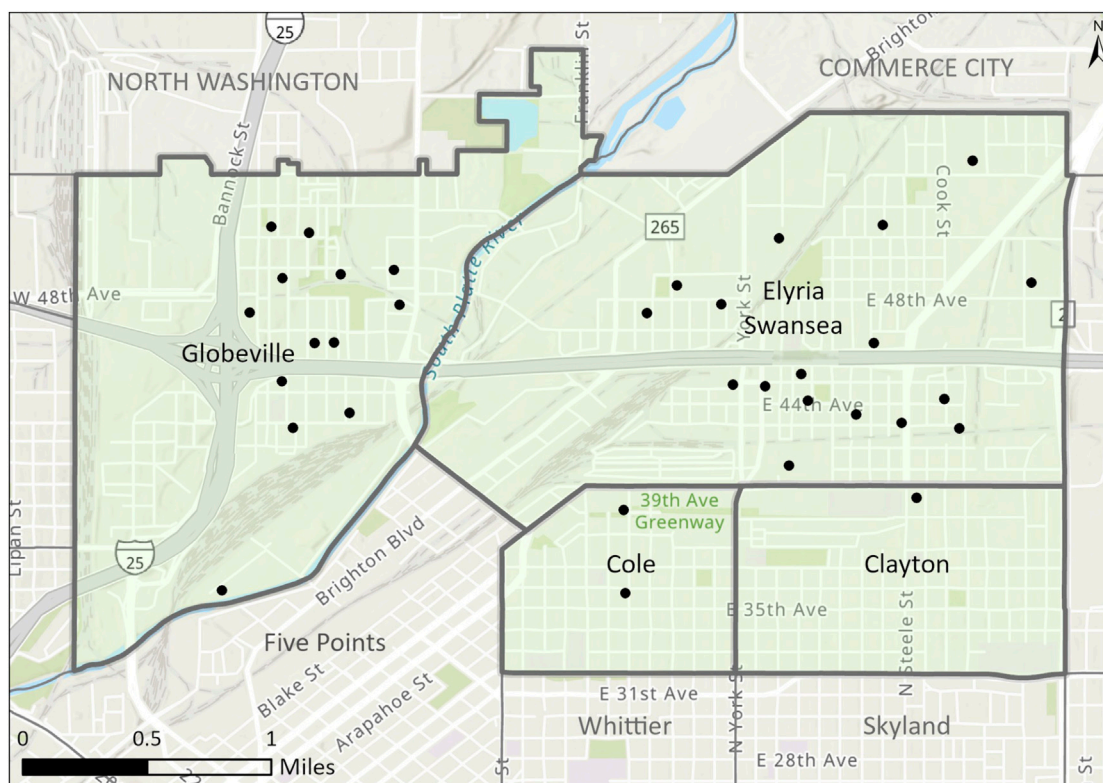 25
N
NORTH WASHINGTON
Franklin St
Brighton
COMMERCE CITY
Bannock St
Cook St
265
South Platte River
W 48th Ave
York St
Elyria
Swansea
E 48th Ave
2
Globeville
E 44th Ave
39th Ave
Greenway
Lipan St
25
Brighton Blvd
Cole
Clayton
E 35th Ave
N Steele St
Five Points
Blake St
Arapahoe St
E 31st Ave
N York St
Whittier
Skyland
E 28th Ave
0 0.5 1
Miles
St
St